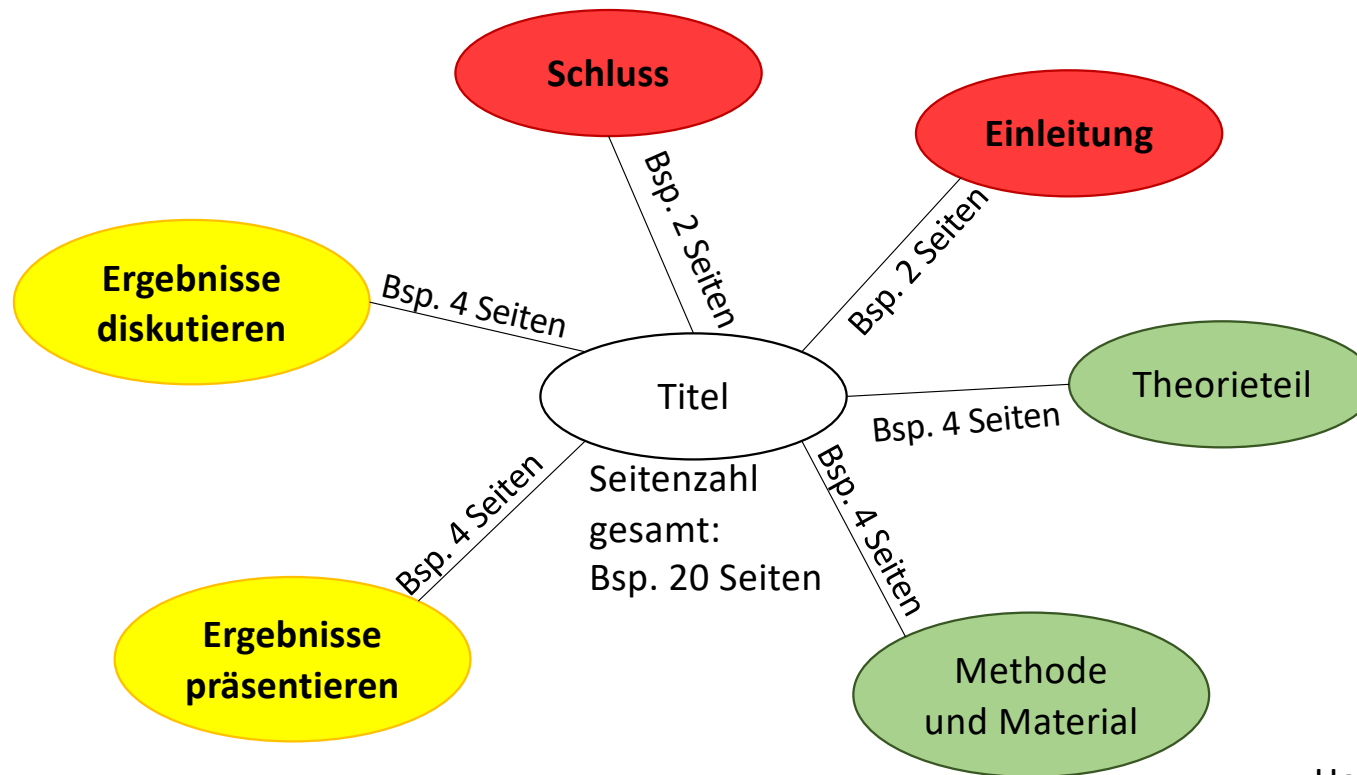 Schluss
Einleitung
Bsp. 2 Seiten
Bsp. 2 Seiten
Ergebnisse
diskutieren
Bsp. 4 Seiten
Titel
Theorieteil
Bsp. 4 Seiten
Seitenzahl
gesamt:
Bsp. 20 Seiten
Bsp. 4 Seiten
Bsp. 4 Seiten
Ergebnisse
präsentieren
Methode
und Material